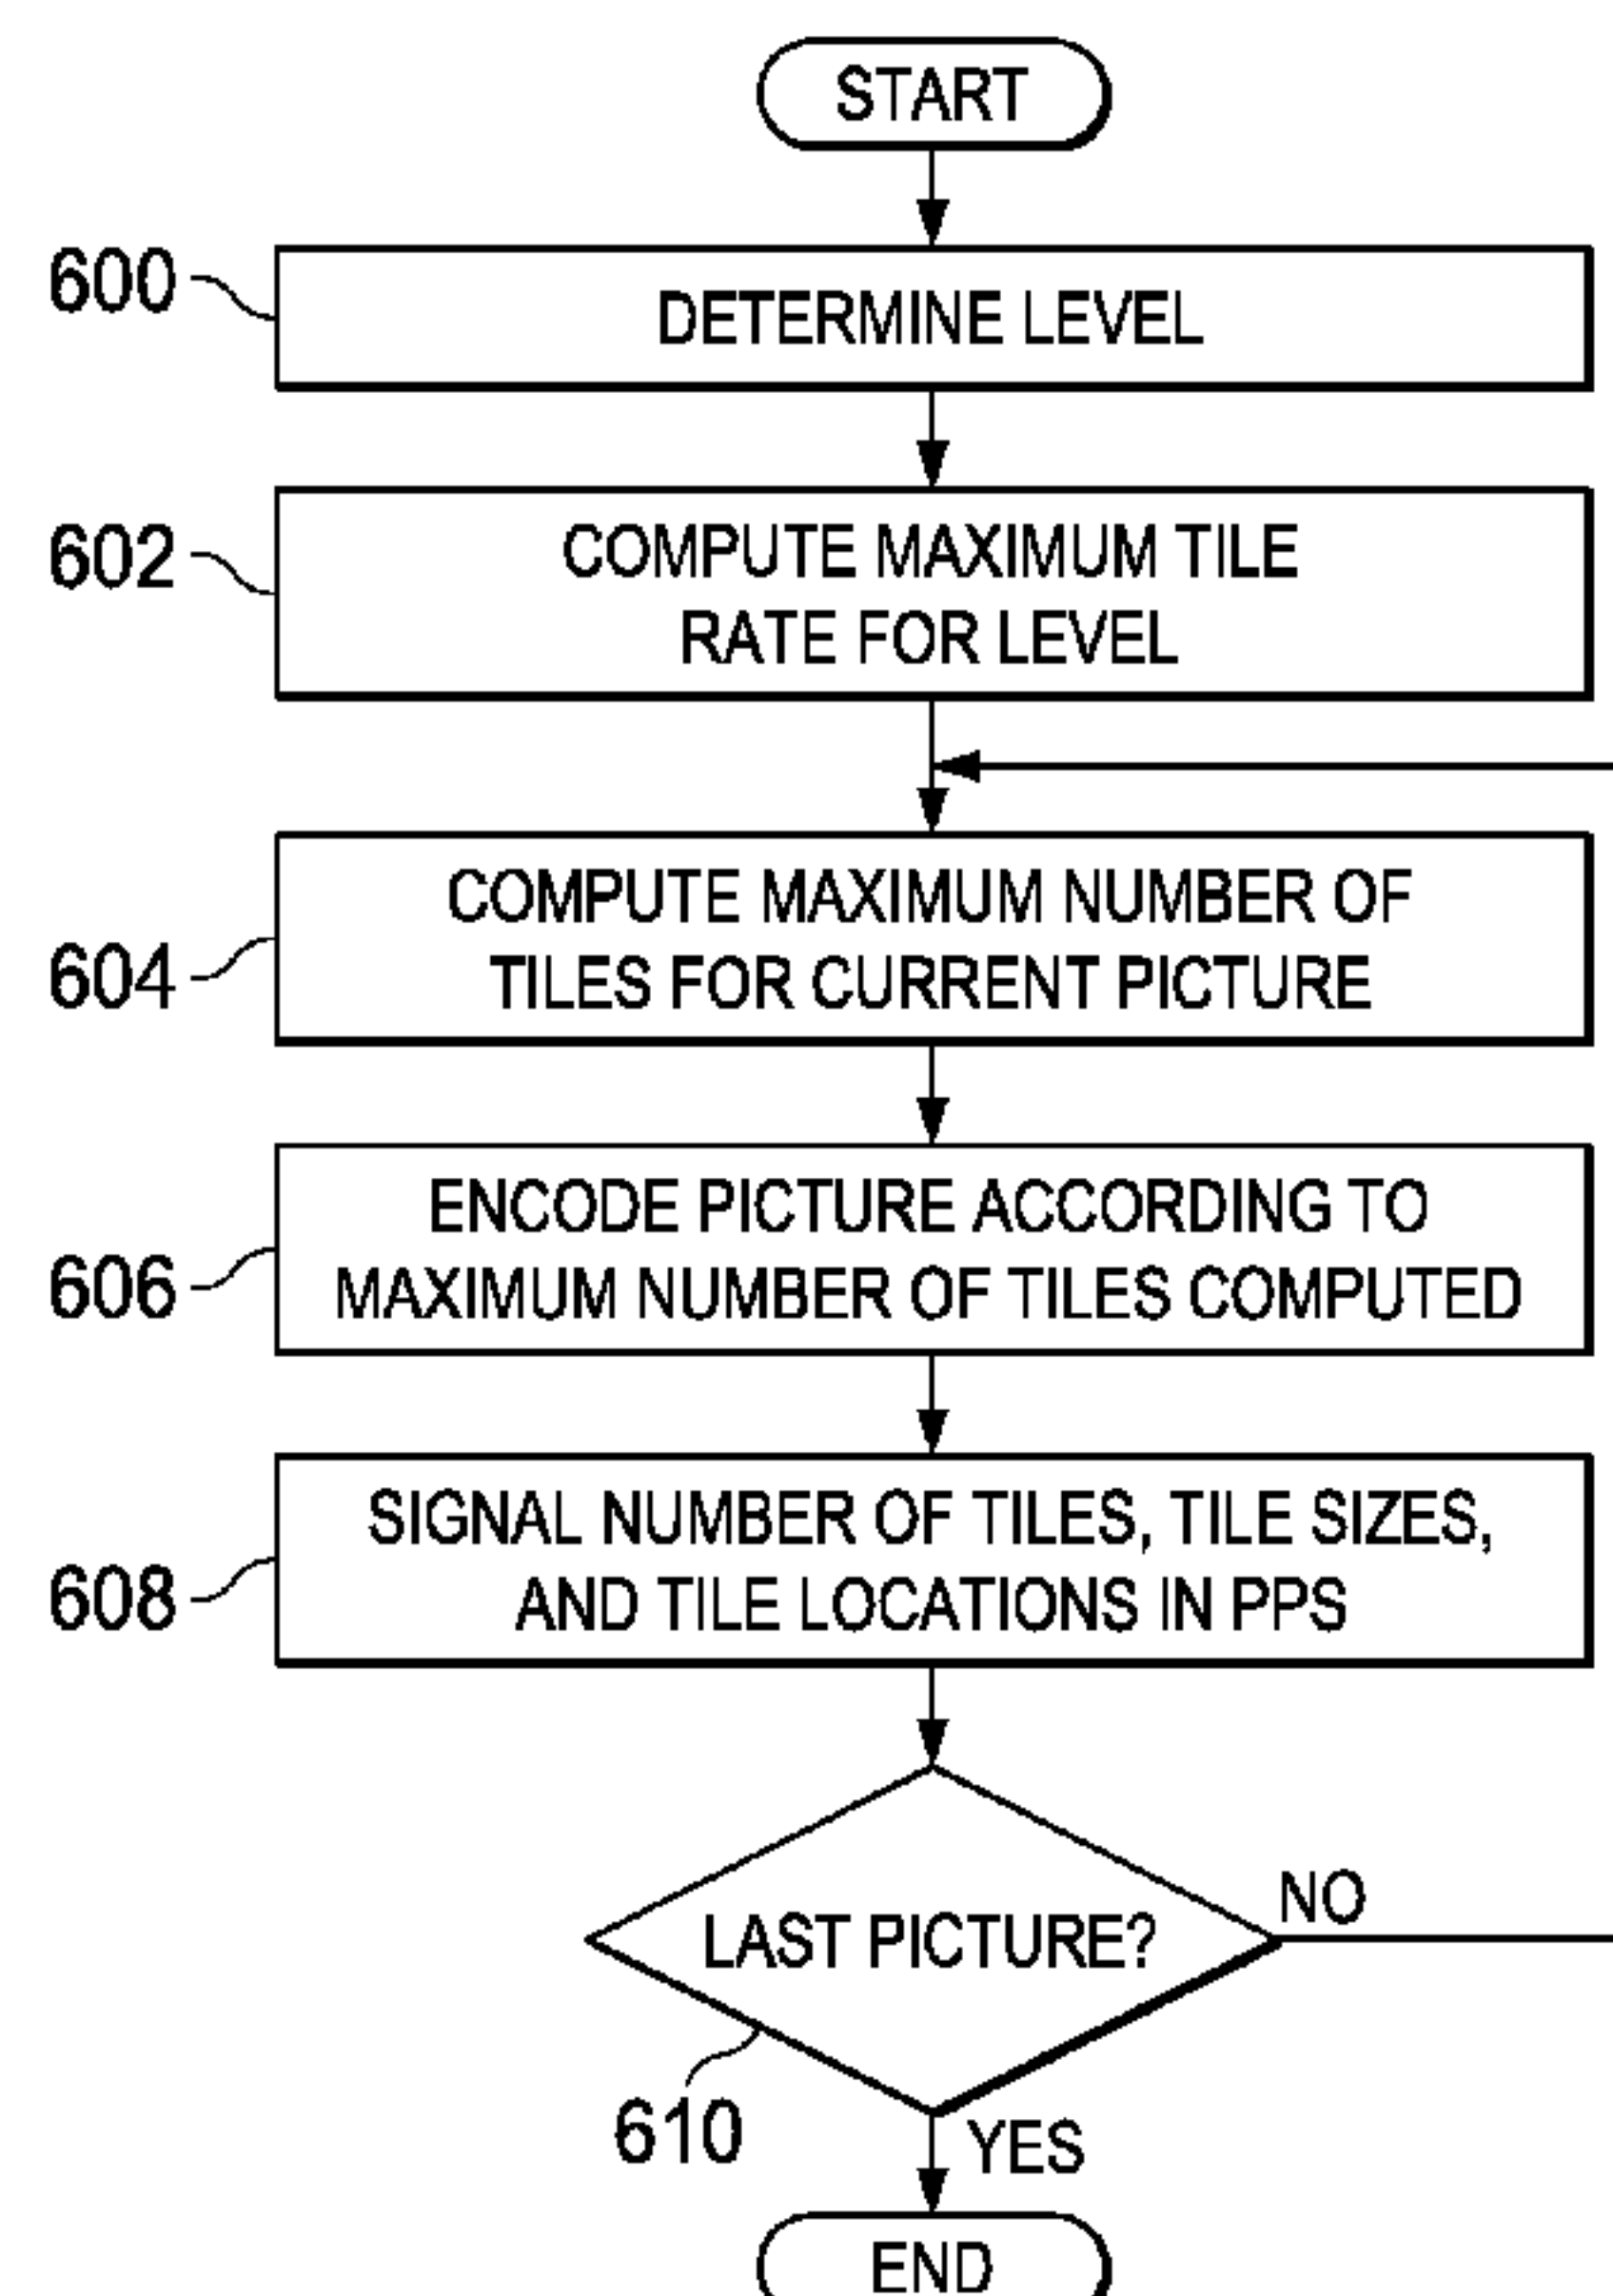 START
600
DETERMINE LEVEL
602
COMPUTE MAXIMUM TILE
RATE FOR LEVEL
604
COMPUTE MAXIMUM NUMBER OF
TILES FOR CURRENT PICTURE
606
ENCODE PICTURE ACCORDING TO
MAXIMUM NUMBER OF TILES COMPUTED
608
SIGNAL NUMBER OF TILES, TILE SIZES,
AND TILE LOCATIONS IN PPS
LAST PICTURE?
NO
610
YES
END